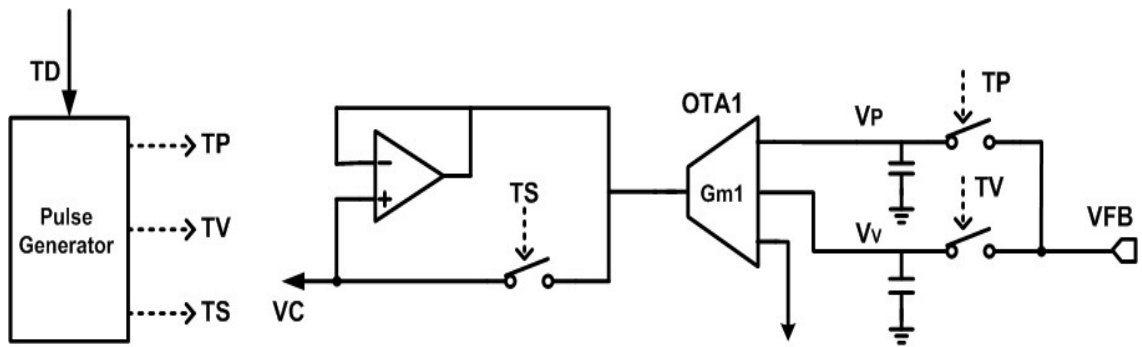 TD
Pulse
Generator
TP
TV
TS
VC
−
+
TS
OTA1
Gm1
VP
VV
TP
TV
VFB